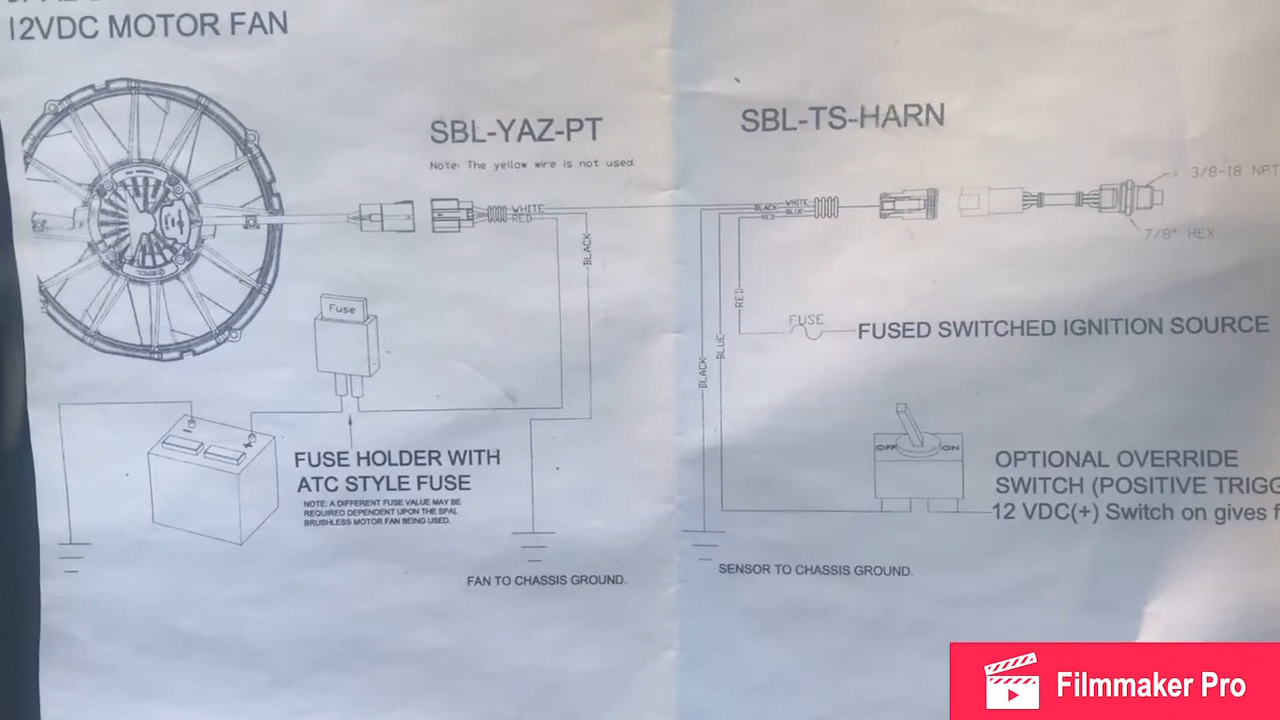 12VDC MOTOR FAN
SBL-YAZ-PT
Note: The yellow wire is not used.
WHITE
RED
BLACK
Fuse
- +
FUSE HOLDER WITH
ATC STYLE FUSE
NOTE: A DIFFERENT FUSE VALUE MAY BE
REQUIRED DEPENDENT UPON THE SPAL
BRUSHLESS MOTOR FAN BEING USED.
FAN TO CHASSIS GROUND.
SBL-TS-HARN
3/8-18 NPT
7/8" HEX
BLACK WHITE
RED BLUE
RED
FUSE
FUSED SWITCHED IGNITION SOURCE
BLACK
BLUE
OFF ON
OPTIONAL OVERRIDE
SWITCH (POSITIVE TRIGG
12 VDC(+) Switch on gives f
SENSOR TO CHASSIS GROUND.
Filmmaker Pro